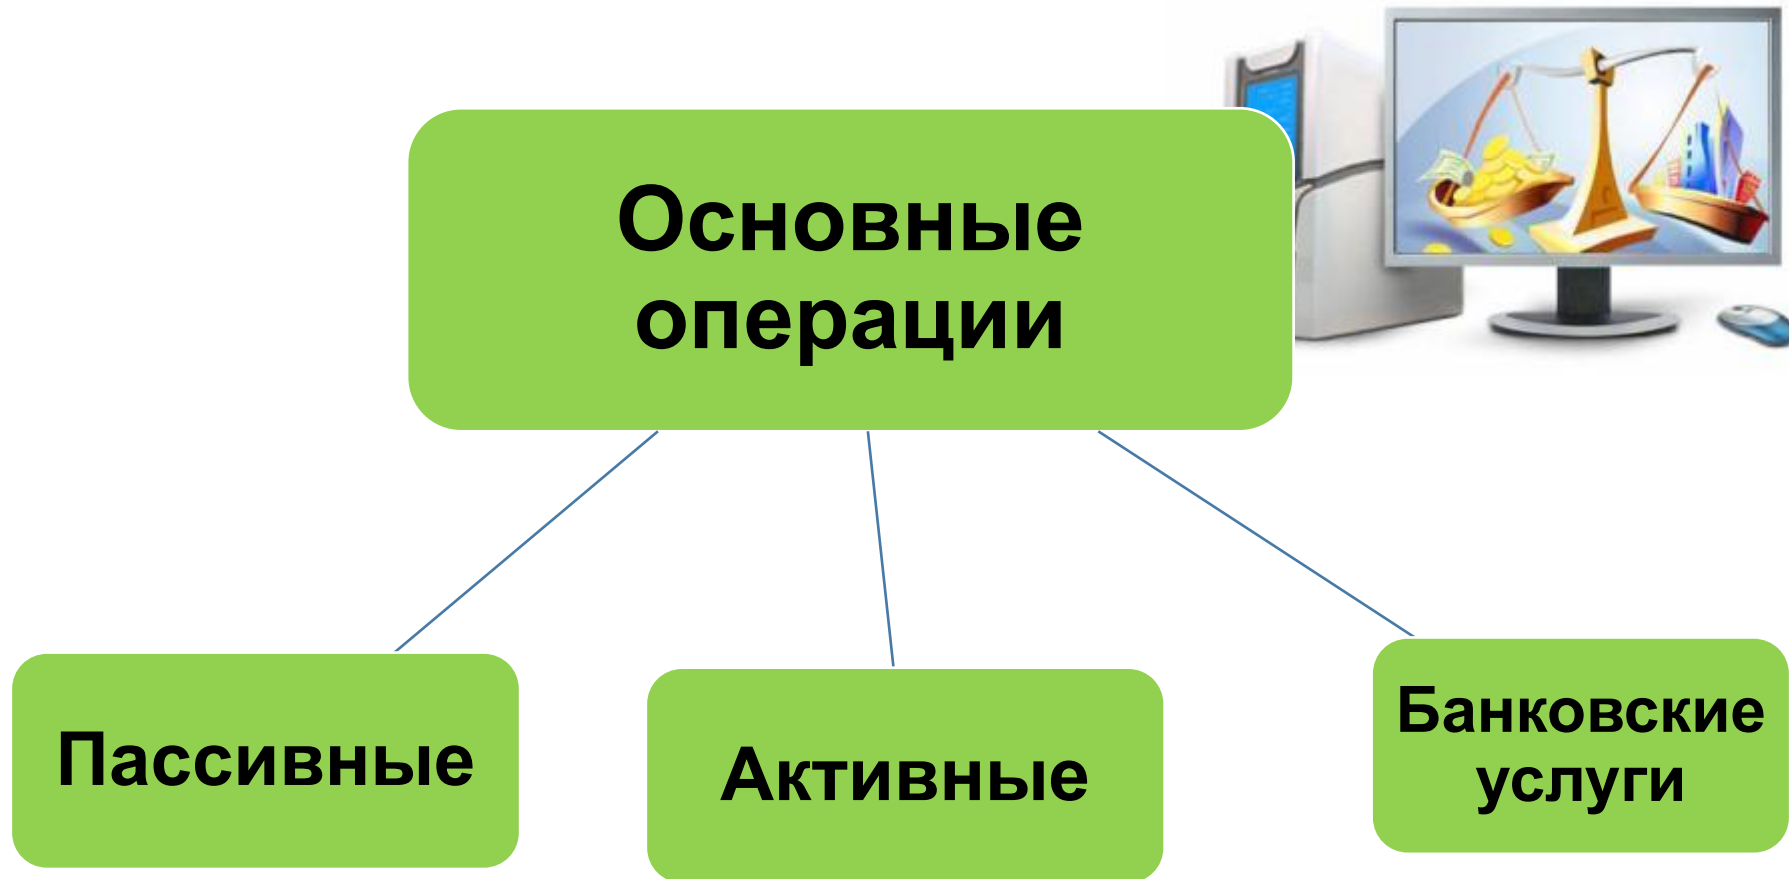 Основные
операции
Пассивные
Активные
Банковские
услуги